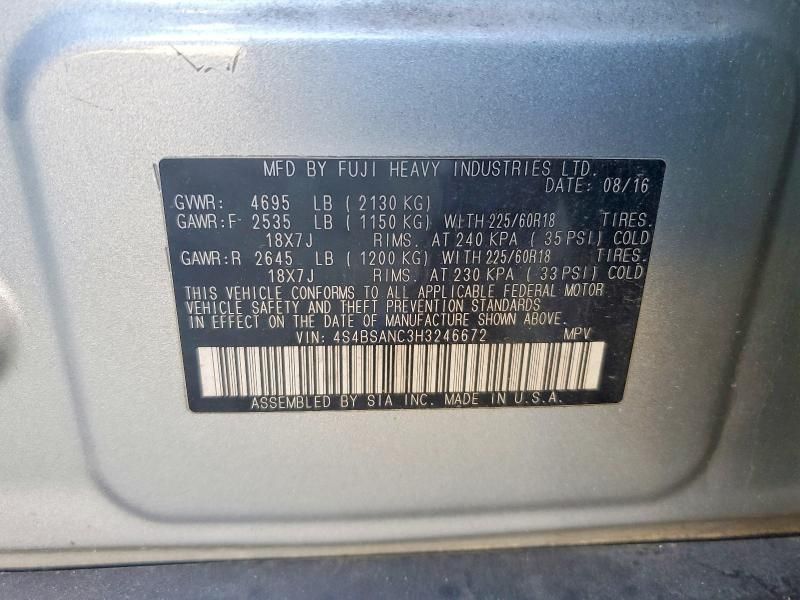 MFD BY FUJI HEAVY INDUSTRIES LTD.
DATE: 08/16
GVWR: 4695 LB (2130 KG)
GAWR:F 2535 LB (1150 KG) WITH 225/60R18 TIRES.
18X7J RIMS. AT 240 KPA (35 PSI) COLD
GAWR:R 2645 LB (1200 KG) WITH 225/60R18 TIRES.
18X7J RIMS. AT 230 KPA (33 PSI) COLD
THIS VEHICLE CONFORMS TO ALL APPLICABLE FEDERAL MOTOR
VEHICLE SAFETY AND THEFT PREVENTION STANDARDS
IN EFFECT ON THE DATE OF MANUFACTURE SHOWN ABOVE.
VIN: 4S4BSANC3H3246672 MPV
ASSEMBLED BY SIA INC. MADE IN U.S.A.